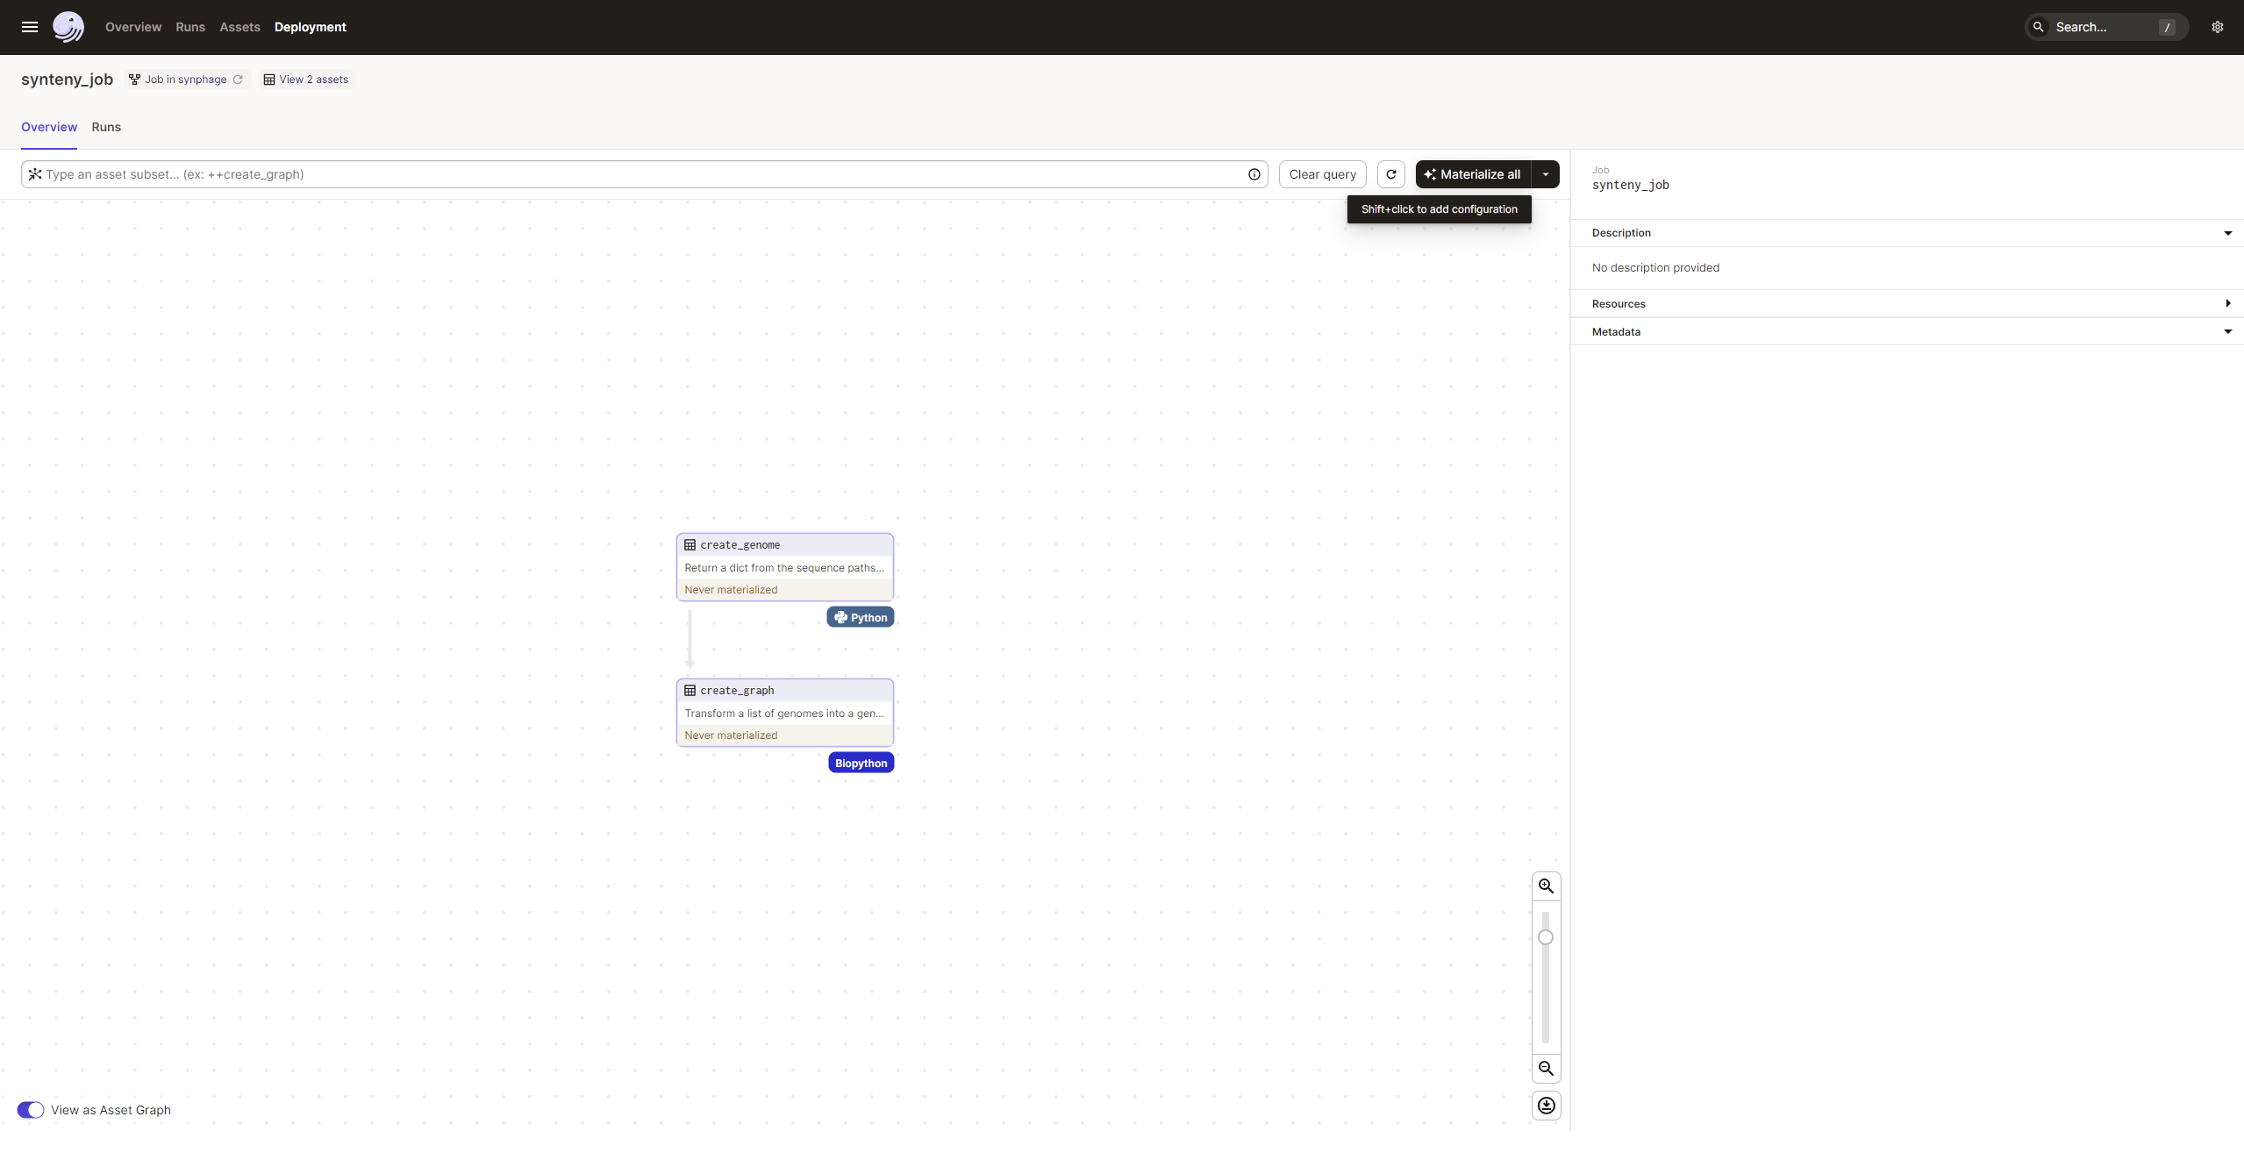 Overview Runs Assets Deployment Search... /
synteny_job Job in synphage View 2 assets
Overview Runs
Type an asset subset... (ex: ++create_graph) Clear query Materialize all
Shift+click to add configuration
Job
synteny_job
Description
No description provided
Resources
Metadata
create_genome
Return a dict from the sequence paths...
Never materialized
Python
create_graph
Transform a list of genomes into a gen...
Never materialized
Biopython
View as Asset Graph